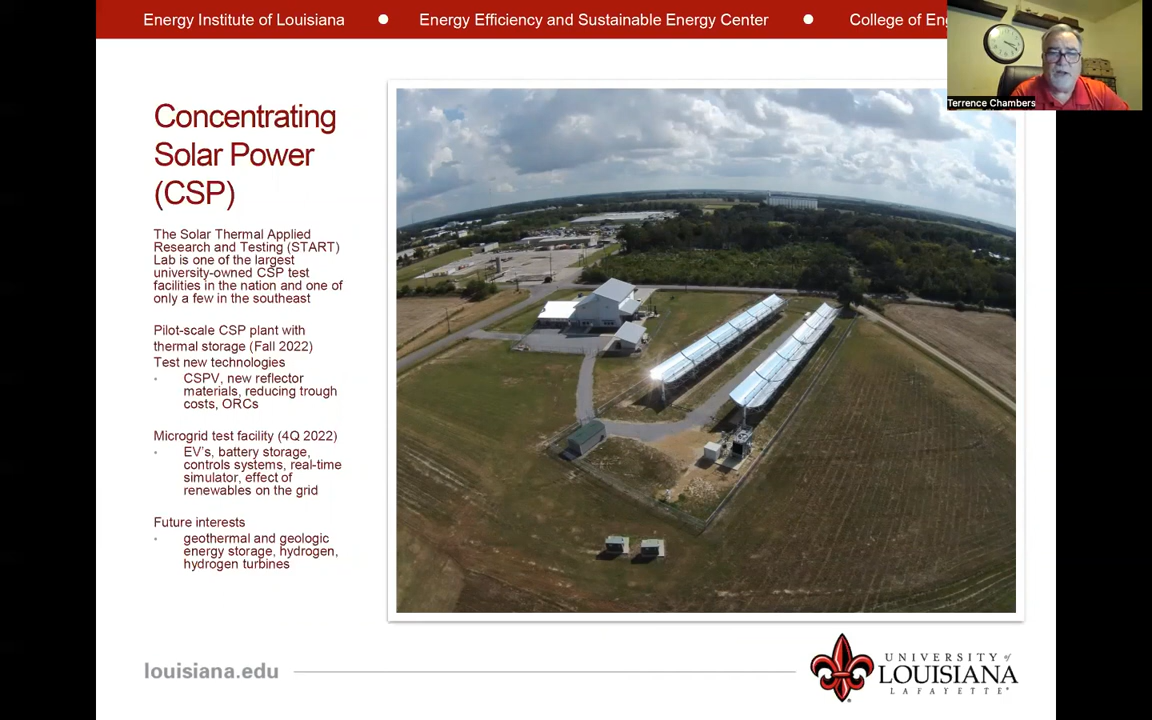 Energy Institute of Louisiana ● Energy Efficiency and Sustainable Energy Center ● College of
Terrence Chambers
Concentrating
Solar Power
(CSP)
The Solar Thermal Applied
Research and Testing (START)
Lab is one of the largest
university-owned CSP test
facilities in the nation and one of
only a few in the southeast
Pilot-scale CSP plant with
thermal storage (Fall 2022)
Test new technologies
• CSPV, new reflector
materials, reducing trough
costs, ORCs
Microgrid test facility (4Q 2022)
• EV's, battery storage,
controls systems, real-time
simulator, effect of
renewables on the grid
Future interests
• geothermal and geologic
energy storage, hydrogen,
hydrogen turbines
louisiana.edu
UNIVERSITY of
LOUISIANA
LAFAYETTE